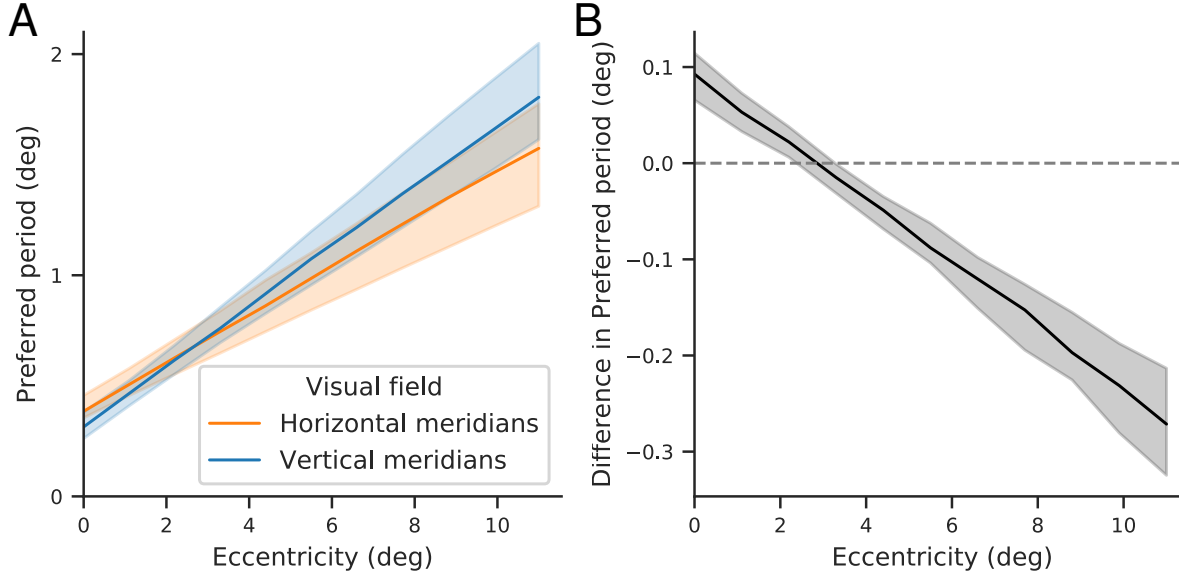 A
Preferred period (deg)
2
1
0
Visual field
Horizontal meridians
Vertical meridians
0 2 4 6 8 10
Eccentricity (deg)
B
Difference in Preferred period (deg)
0.1
0.0
−0.1
−0.2
−0.3
0 2 4 6 8 10
Eccentricity (deg)